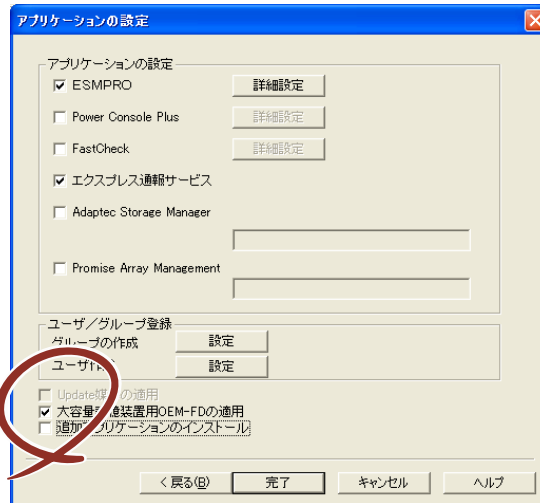 アプリケーションの設定
アプリケーションの設定
ESMPRO 詳細設定
Power Console Plus 詳細設定
FastCheck 詳細設定
エクスプレス通報サービス
Adaptec Storage Manager
Promise Array Management
ユーザ/グループ登録
グループの作成 設定
設定
の適用
大容量記憶装置用OEM-FDの適用
追加アプリケーションのインストール
< 戻る(B) 完了 キャンセル ヘルプ